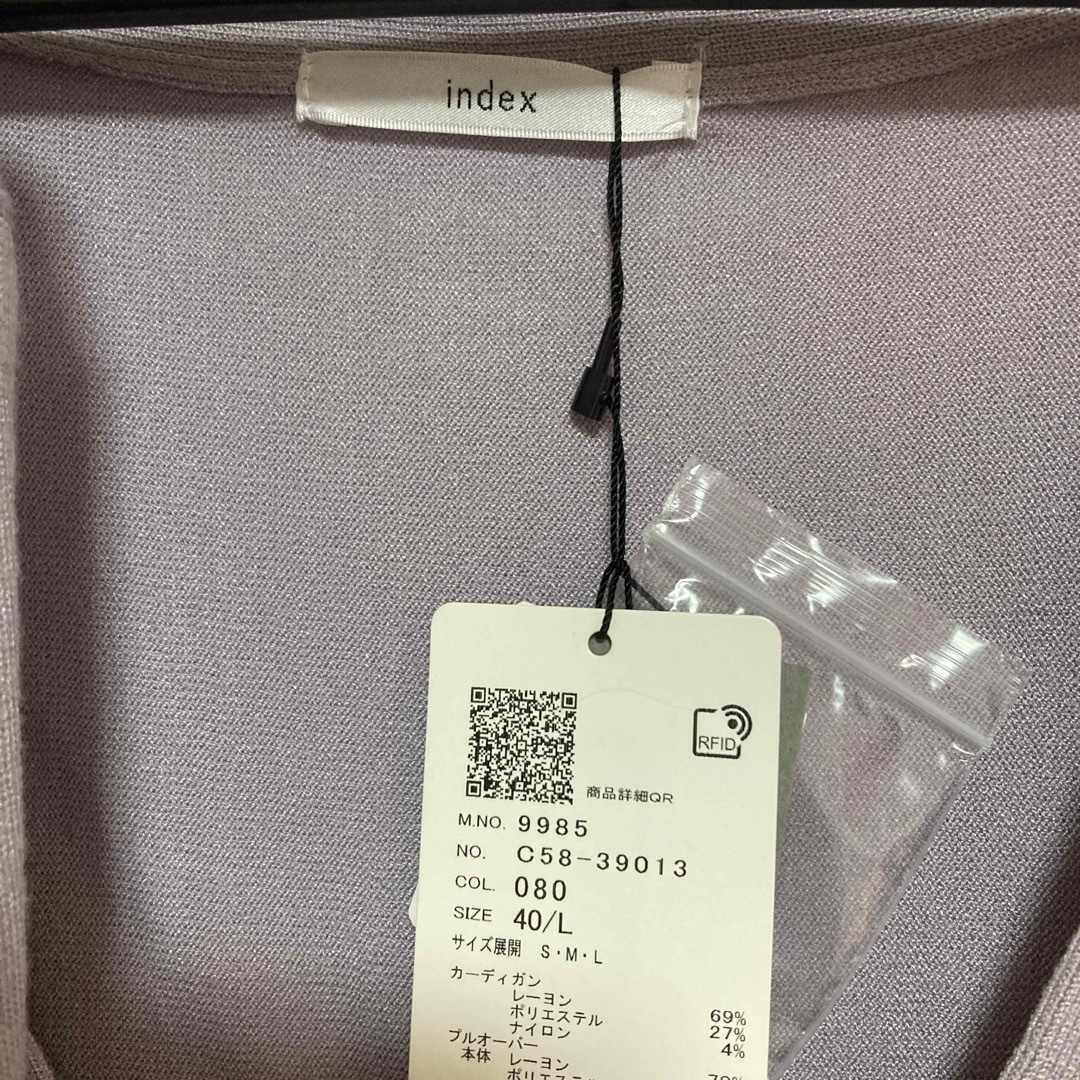 index
RFID
商品詳細QR
M.NO. 9985
NO. C58-39013
COL. 080
SIZE 40/L
サイズ展開 S・M・L
カーディガン
レーヨン 69%
ポリエステル 27%
ナイロン 4%
プルオーバー
本体 レーヨン